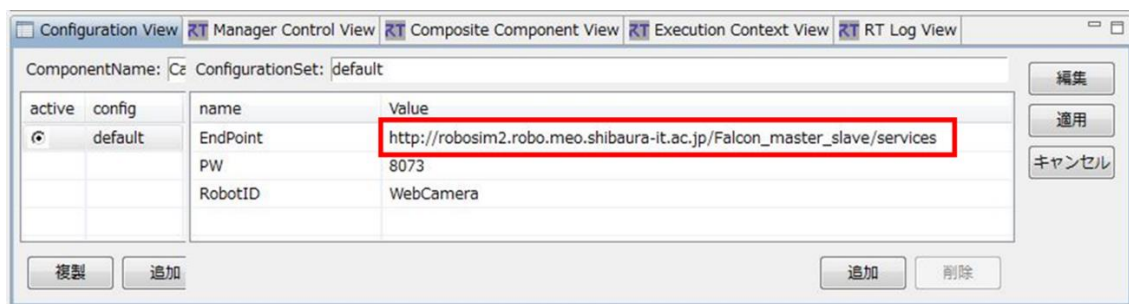 Configuration View RT Manager Control View RT Composite Component View RT Execution Context View RT RT Log View
ComponentName: Ca ConfigurationSet: default
編集
active config name Value
適用
default EndPoint http://robosim2.robo.meo.shibaura-it.ac.jp/Falcon_master_slave/services
キャンセル
PW 8073
RobotID WebCamera
複製 追加 追加 削除